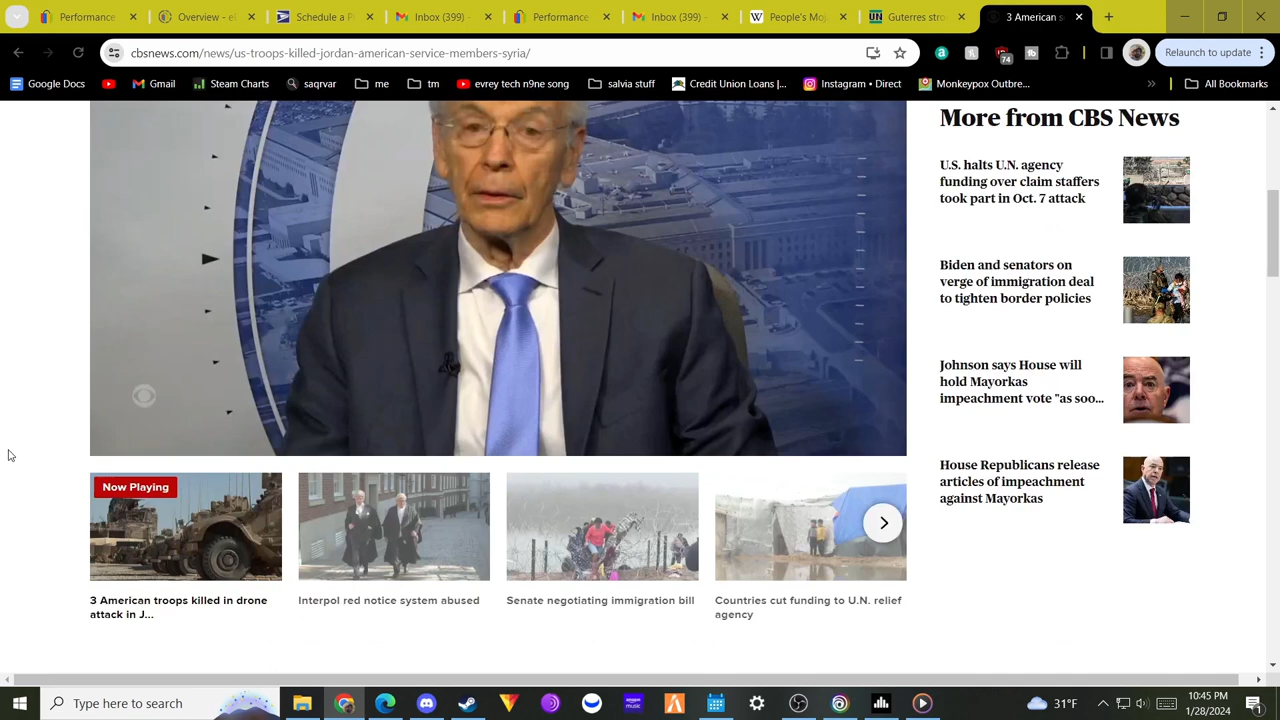 Performance
Overview - e
Schedule a P
Inbox (399) -
Performance
Inbox (399) -
People's Moj
UN
Guterres stro
3 American s
cbsnews.com/news/us-troops-killed-jordan-american-service-members-syria/
74
Relaunch to update
Google Docs
Gmail
Steam Charts
saqrvar
me
tm
evrey tech n9ne song
salvia stuff
Credit Union Loans |...
Instagram • Direct
Monkeypox Outbre...
All Bookmarks
More from CBS News
U.S. halts U.N. agency
funding over claim staffers
took part in Oct. 7 attack
Biden and senators on
verge of immigration deal
to tighten border policies
Johnson says House will
hold Mayorkas
impeachment vote "as soo...
House Republicans release
articles of impeachment
against Mayorkas
Now Playing
3 American troops killed in drone
attack in J...
Interpol red notice system abused
Senate negotiating immigration bill
Countries cut funding to U.N. relief
agency
Type here to search
31°F
10:45 PM
1/28/2024